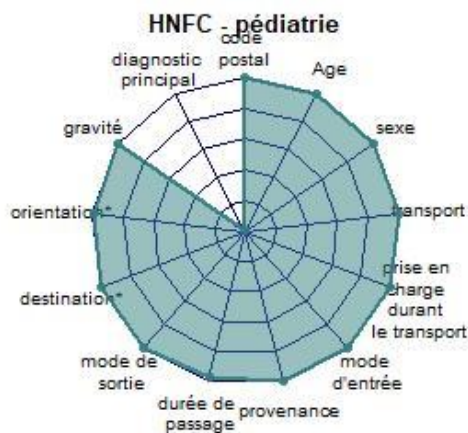 HNFC - pédiatrie
code
postal
Age
sexe
transport
prise en
charge
durant
le transport
mode
d'entrée
provenance
durée de
passage
mode de
sortie
destination*
orientation*
gravité
diagnostic
principal